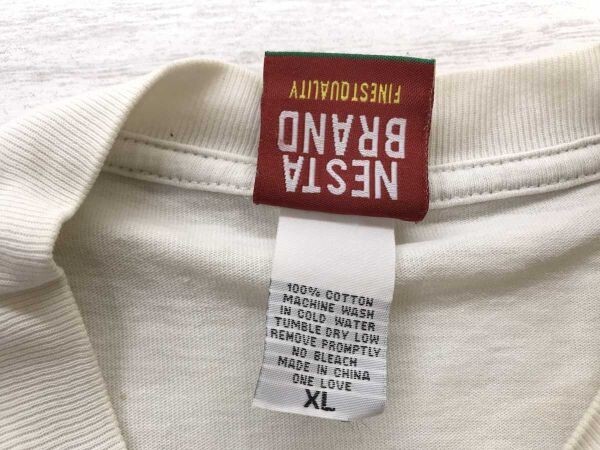 NESTA
BRAND
FINESTQUALITY
100% COTTON
MACHINE WASH
IN COLD WATER
TUMBLE DRY LOW
REMOVE PROMPTLY
NO BLEACH
MADE IN CHINA
ONE LOVE
XL